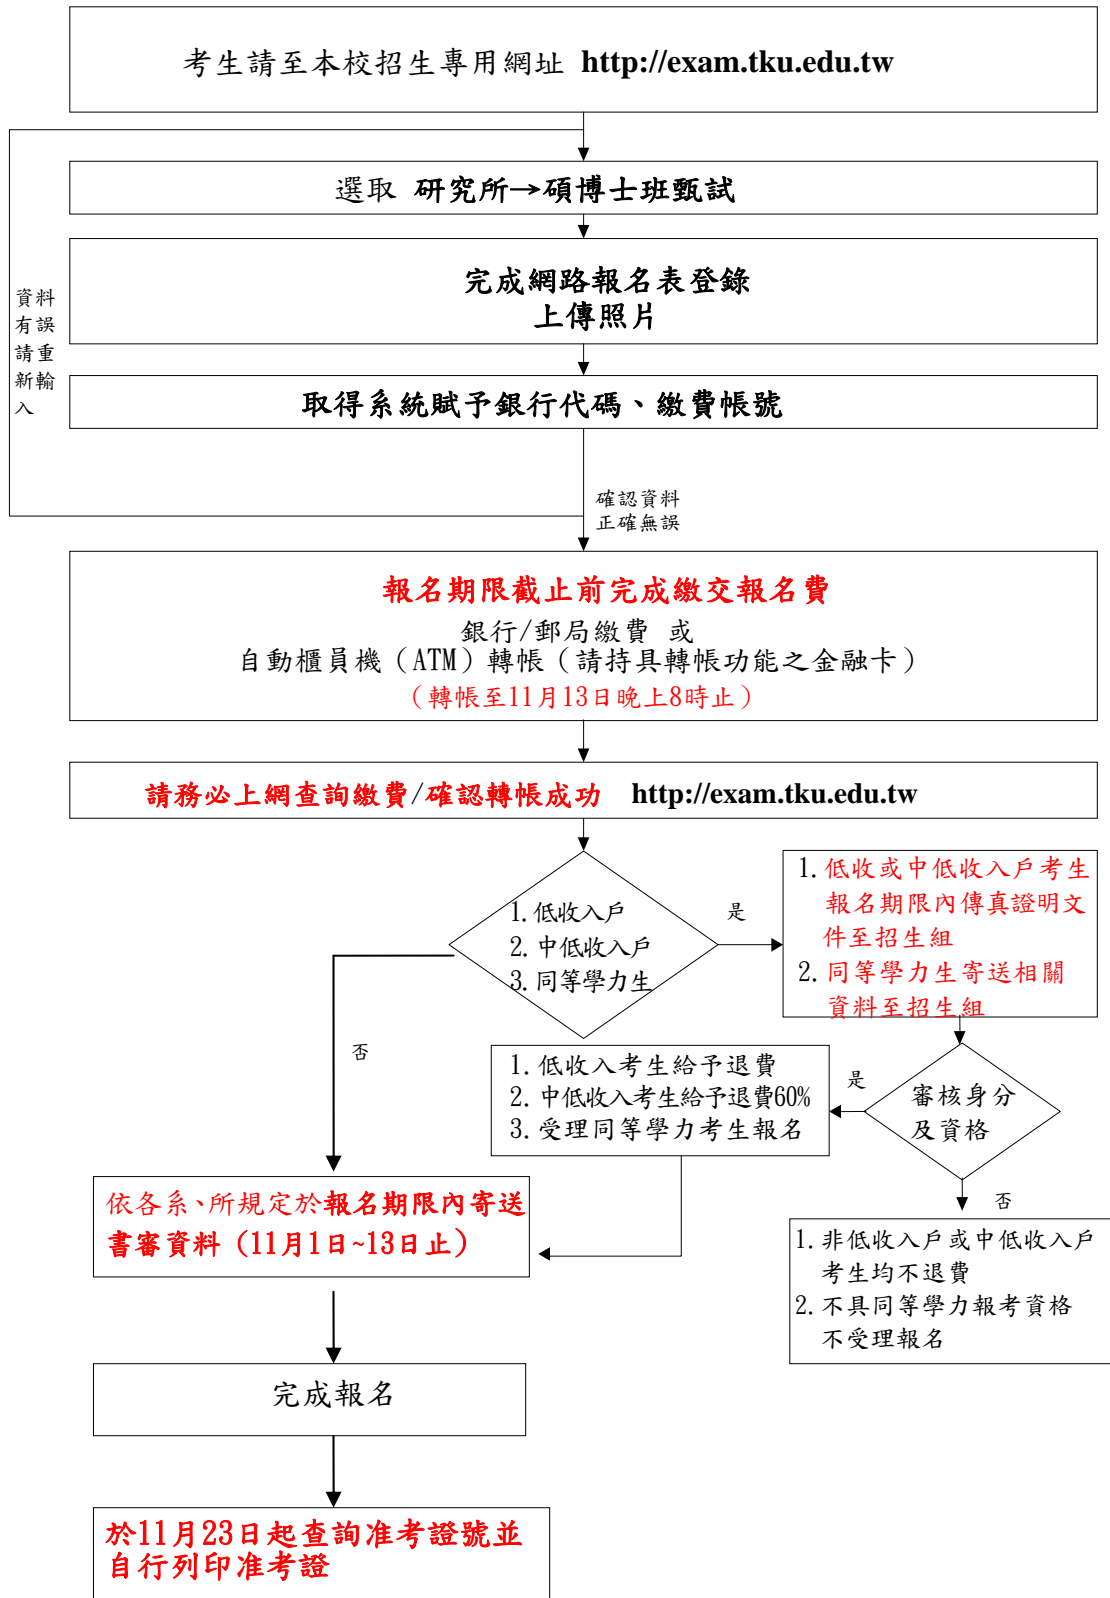 考生請至本校招生專用網址 http://exam.tku.edu.tw
選取 研究所→碩博士班甄試
完成網路報名表登錄
上傳照片
資料
有誤
請重
新輸
入
取得系統賦予銀行代碼、繳費帳號
確認資料
正確無誤
報名期限截止前完成繳交報名費
銀行/郵局繳費 或
自動櫃員機（ATM）轉帳（請持具轉帳功能之金融卡）
（轉帳至11月13日晚上8時止）
請務必上網查詢繳費/確認轉帳成功 http://exam.tku.edu.tw
1.低收入戶
2.中低收入戶
3.同等學力生
是
1.低收或中低收入戶考生
報名期限內傳真證明文
件至招生組
2.同等學力生寄送相關
資料至招生組
否
1.低收入考生給予退費
2.中低收入考生給予退費60%
3.受理同等學力考生報名
是
審核身分
及資格
否
依各系、所規定於報名期限內寄送
書審資料（11月1日~13日止）
1.非低收入戶或中低收入戶
考生均不退費
2.不具同等學力報考資格
不受理報名
完成報名
於11月23日起查詢准考證號並
自行列印准考證